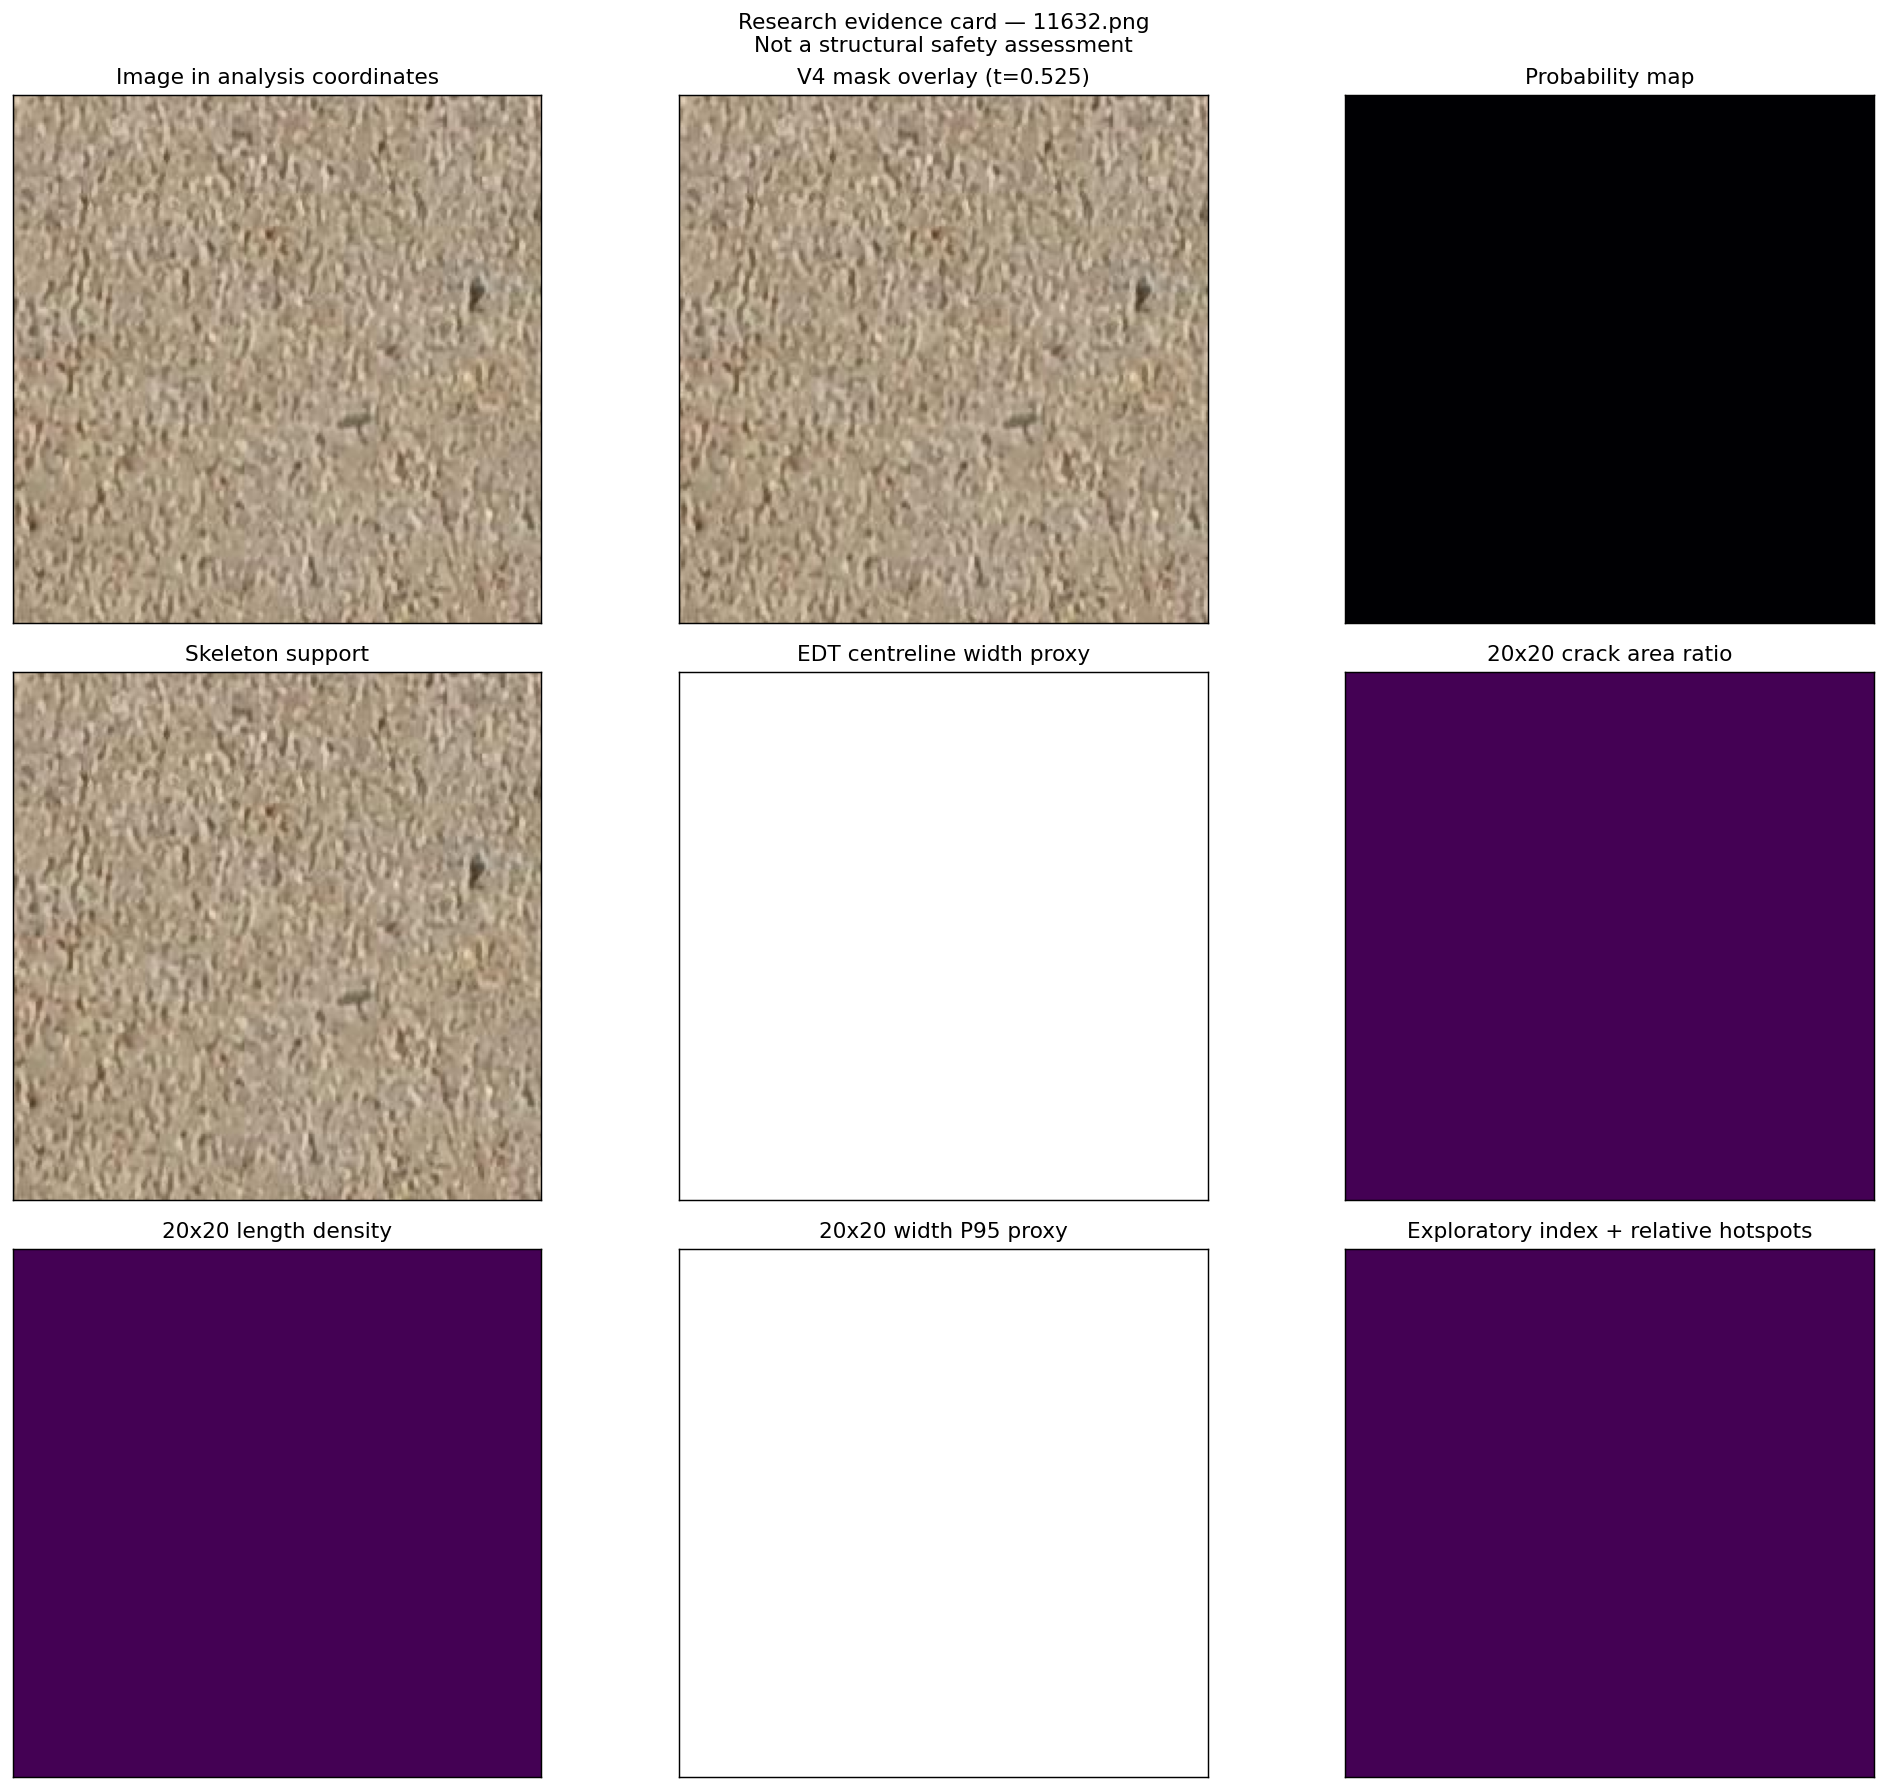 Research evidence card — 11632.png
Not a structural safety assessment
Image in analysis coordinates
V4 mask overlay (t=0.525)
Probability map
Skeleton support
EDT centreline width proxy
20x20 crack area ratio
20x20 length density
20x20 width P95 proxy
Exploratory index + relative hotspots